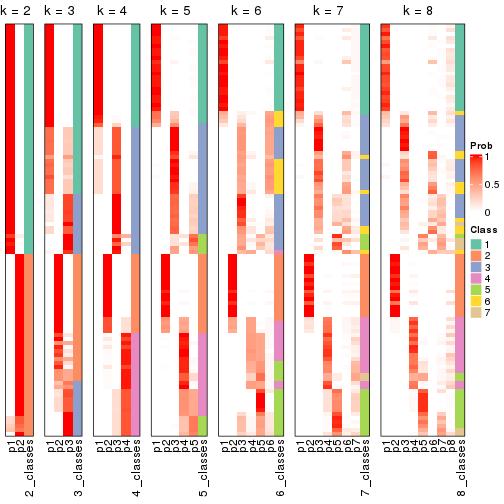 k = 2 k = 3 k = 4 k = 5 k = 6 k = 7 k = 8
Prob
1
0.5
0
Class
1
2
3
4
5
6
7
p1 p2 2_classes p1 p2 p3 3_classes p1 p2 p3 p4 4_classes p1 p2 p3 p4 p5 5_classes p1 p2 p3 p4 p5 p6 6_classes p1 p2 p3 p4 p5 p6 p7 7_classes p1 p2 p3 p4 p5 p6 p7 p8 8_classes